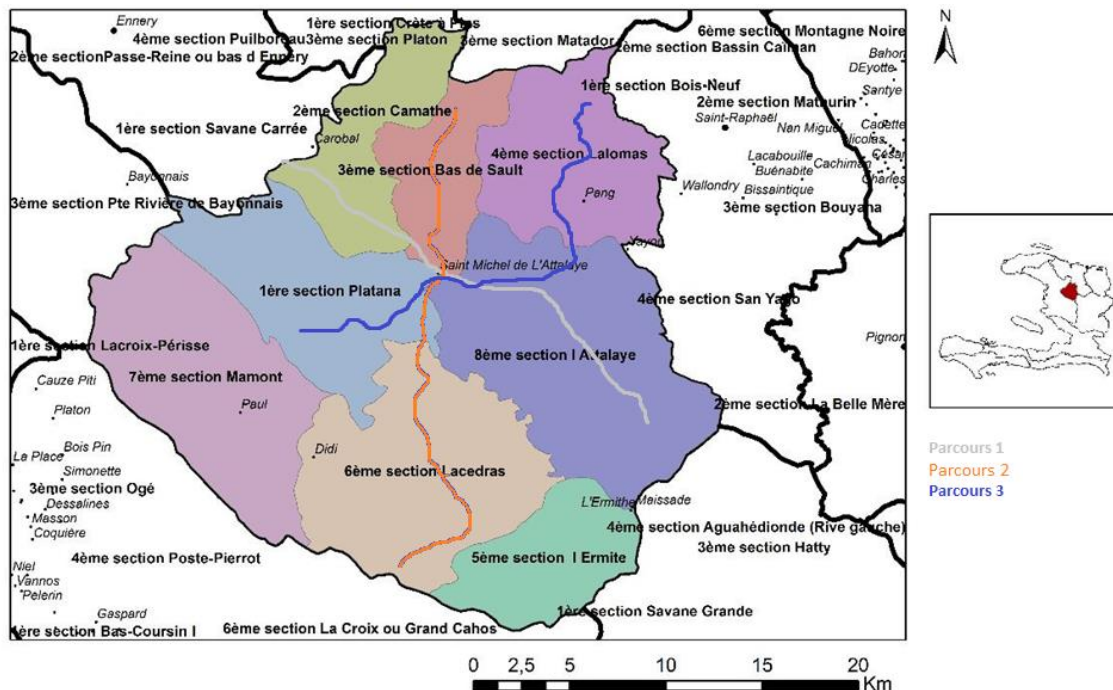 N
Ennery
1ère section Crête à Pins
6ème section Montagne Noire
4ème section Puilboreau
3ème section Platon
3ème section Matador
2ème section Bassin Caïman
Bahon
2ème sectionPasse-Reine ou bas d Ennery
DEyotte
1ère section Bois-Neuf
Santye
2ème section Camathe
2ème section Mathurin
Saint-Raphaël
Nan Miguel
Cadette
1ère section Savane Carrée
Carobal
Nicolas
4ème section Lalomas
Lacabouille
Cachiman
César
3ème section Bas de Sault
Buénabite
Charles
Bayonnais
Wallondry
Bissaintique
Pang
3ème section Pte Rivière de Bayonnais
3ème section Bouyaha
Yayon
Saint Michel de L'Attalaye
1ère section Platana
4ème section San Yago
Pignon
1ère section Lacroix-Périsse
8ème section l Attalaye
7ème section Mamont
Cauze Piti
2ème section La Belle Mère
Paul
Platon
Parcours 1
Bois Pin
Didi
La Place
Parcours 2
Simonette
6ème section Lacedras
Parcours 3
3ème section Ogé
L'Ermithe
Maissade
Dessalines
Masson
4ème section Aguahédionde (Rive gauche)
Coquière
3ème section Hatty
4ème section Poste-Pierrot
5ème section l Ermite
Niel
Vannos
Pelerin
1ère section Savane Grande
Gaspard
1ère section Bas-Coursin I
6ème section La Croix ou Grand Cahos
0 2,5 5 10 15 20
Km